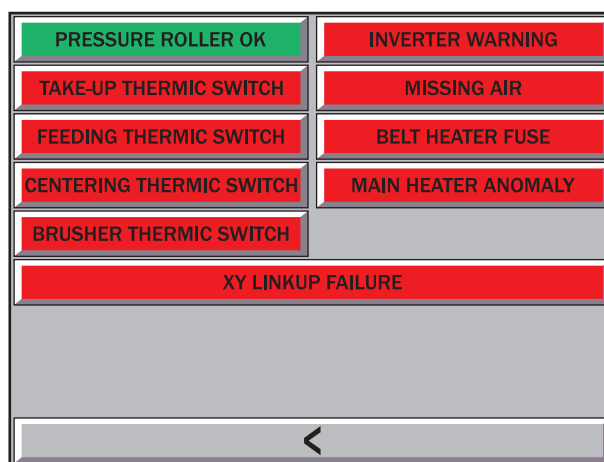 PRESSURE ROLLER OK
INVERTER WARNING
TAKE-UP THERMIC SWITCH
MISSING AIR
FEEDING THERMIC SWITCH
BELT HEATER FUSE
CENTERING THERMIC SWITCH
MAIN HEATER ANOMALY
BRUSHER THERMIC SWITCH
XY LINKUP FAILURE
<